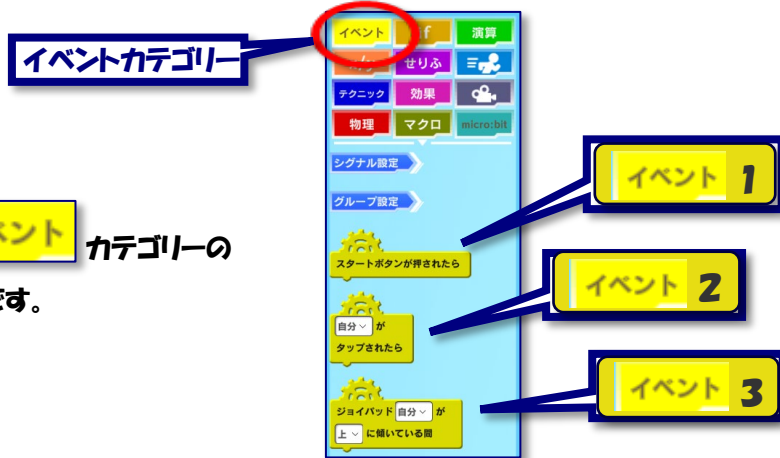 イベントカテゴリー
イベント
演算
せりふ
テクニック
効果
物理
マクロ
micro:bit
シグナル設定
グループ設定
スタートボタンが押されたら
自分 が
タップされたら
ジョイパッド 自分 が
上 に傾いている間
イベント 1
イベント 2
イベント 3
ント カテゴリーの
す。